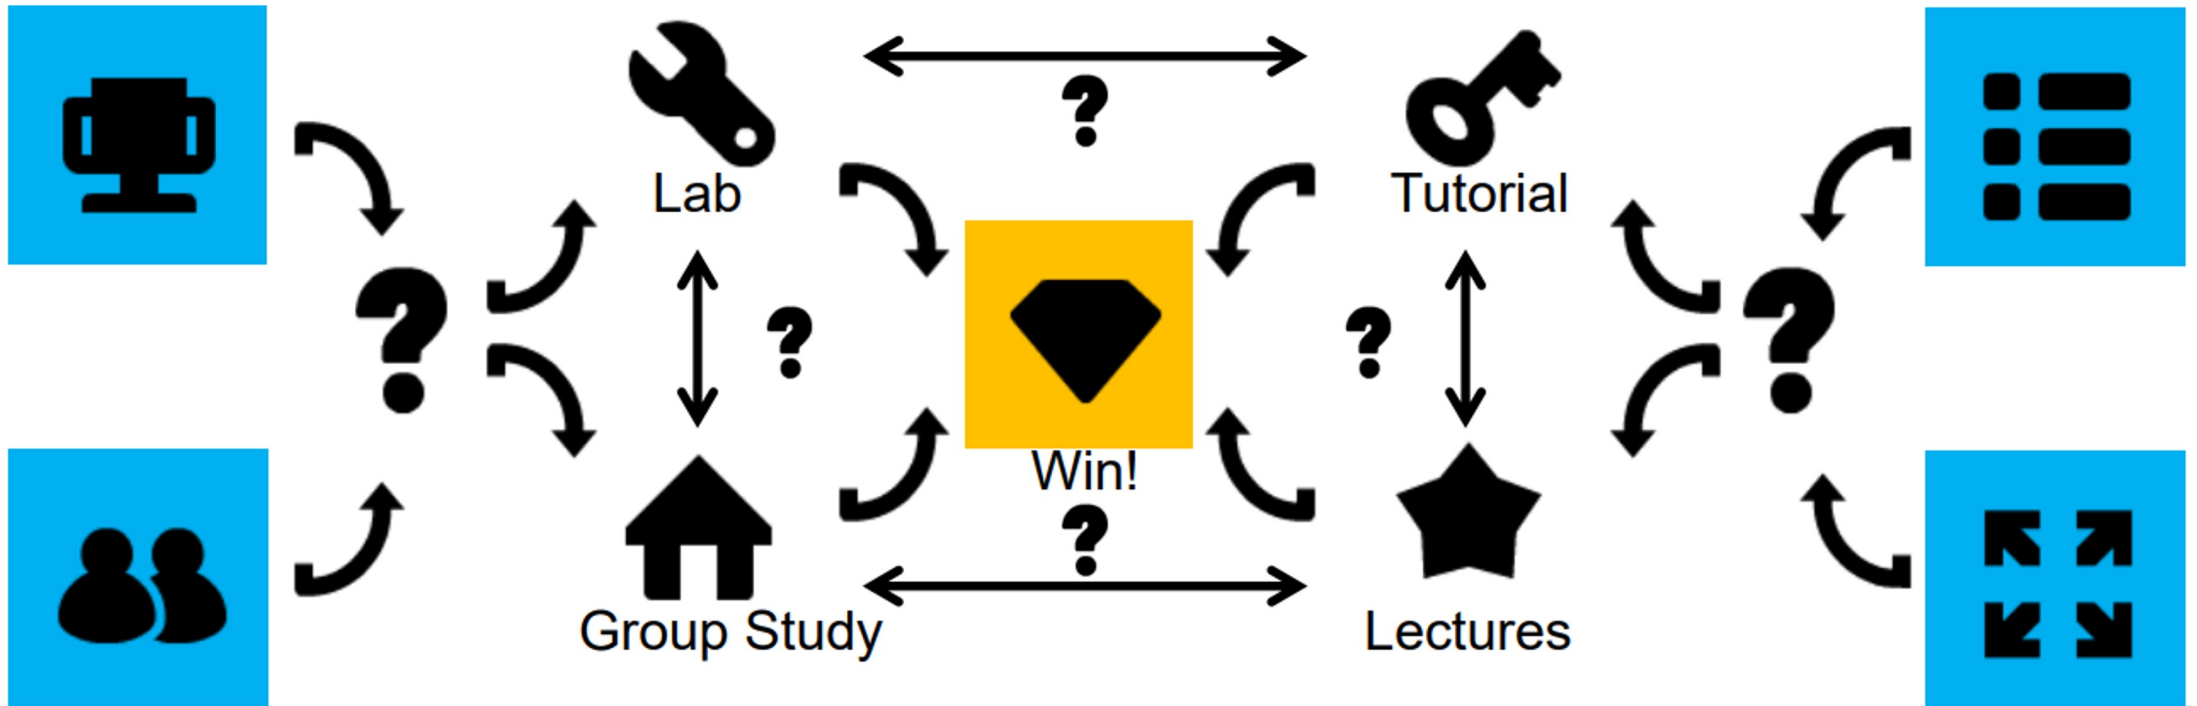 ?
Lab
Tutorial
? ? ? ?
Win!
?
Group Study
Lectures